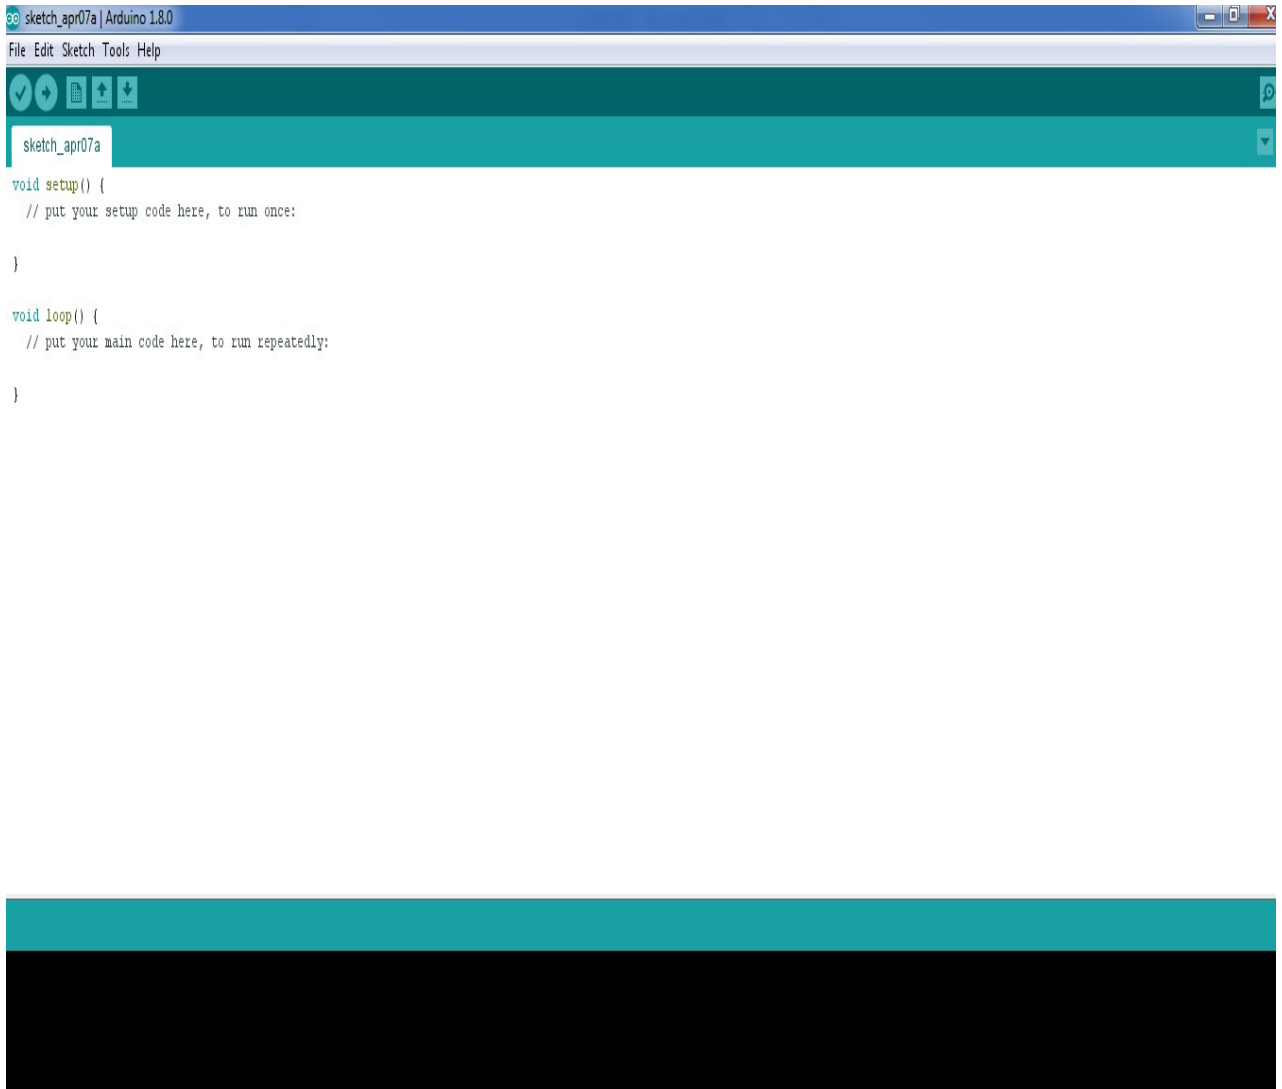 sketch_apr07a | Arduino 1.8.0
File Edit Sketch Tools Help
sketch_apr07a
void setup() {
  // put your setup code here, to run once:
}
void loop() {
  // put your main code here, to run repeatedly:
}